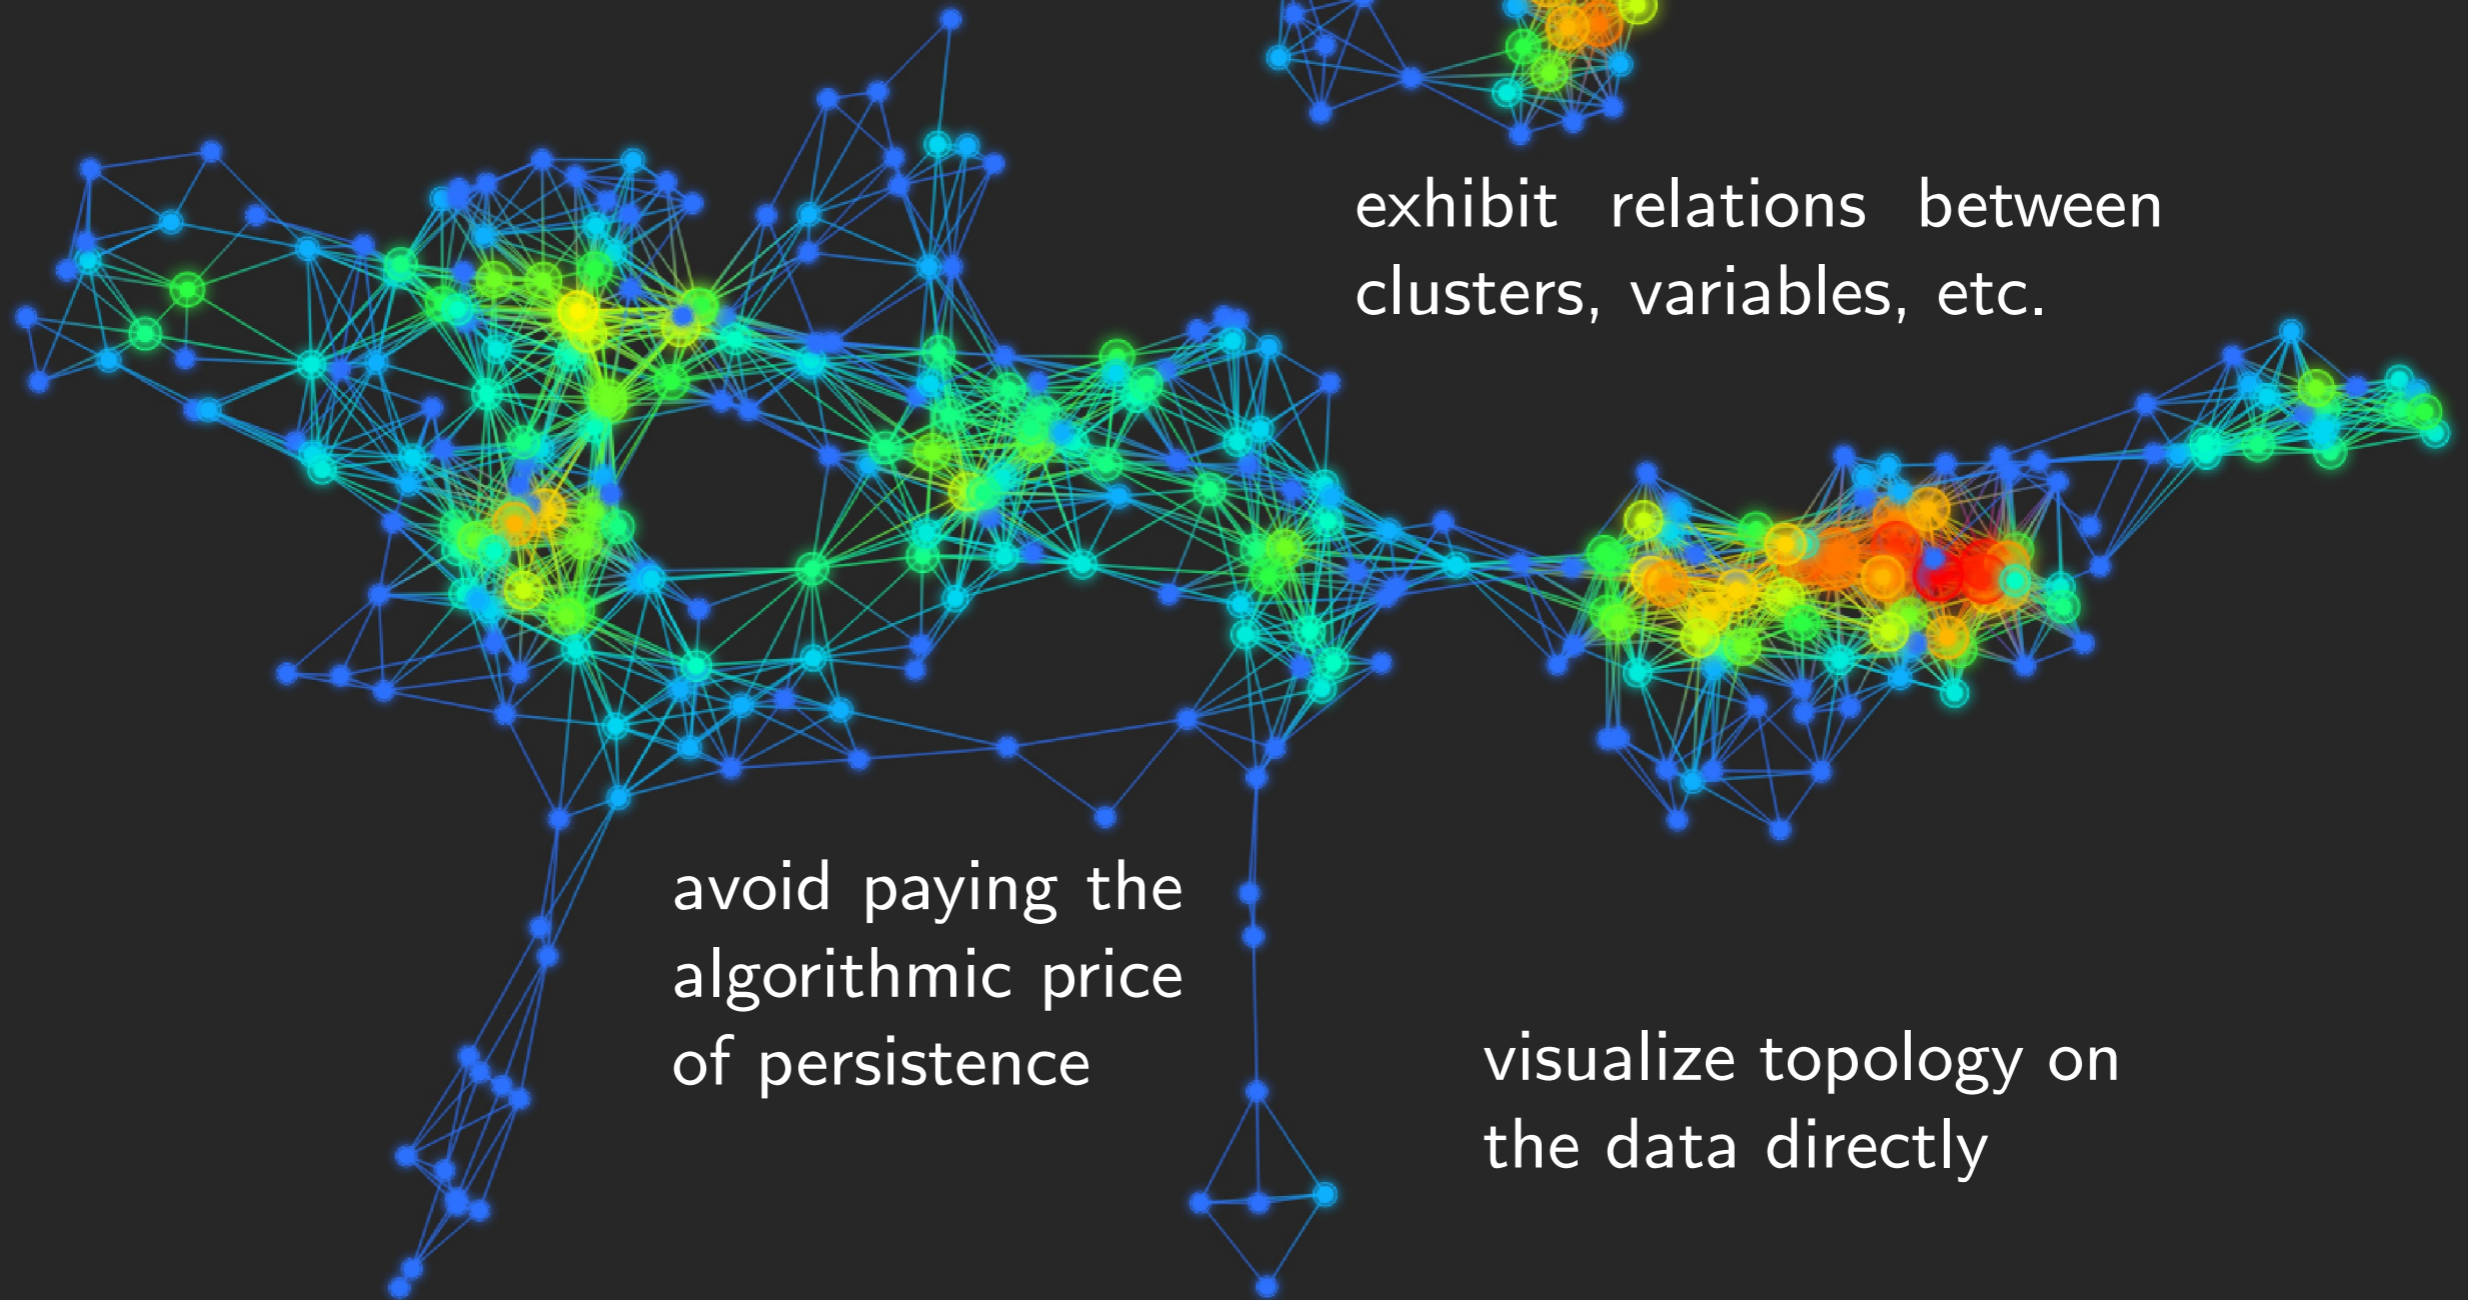 exhibit relations between
clusters, variables, etc.
avoid paying the
algorithmic price
of persistence
visualize topology on
the data directly